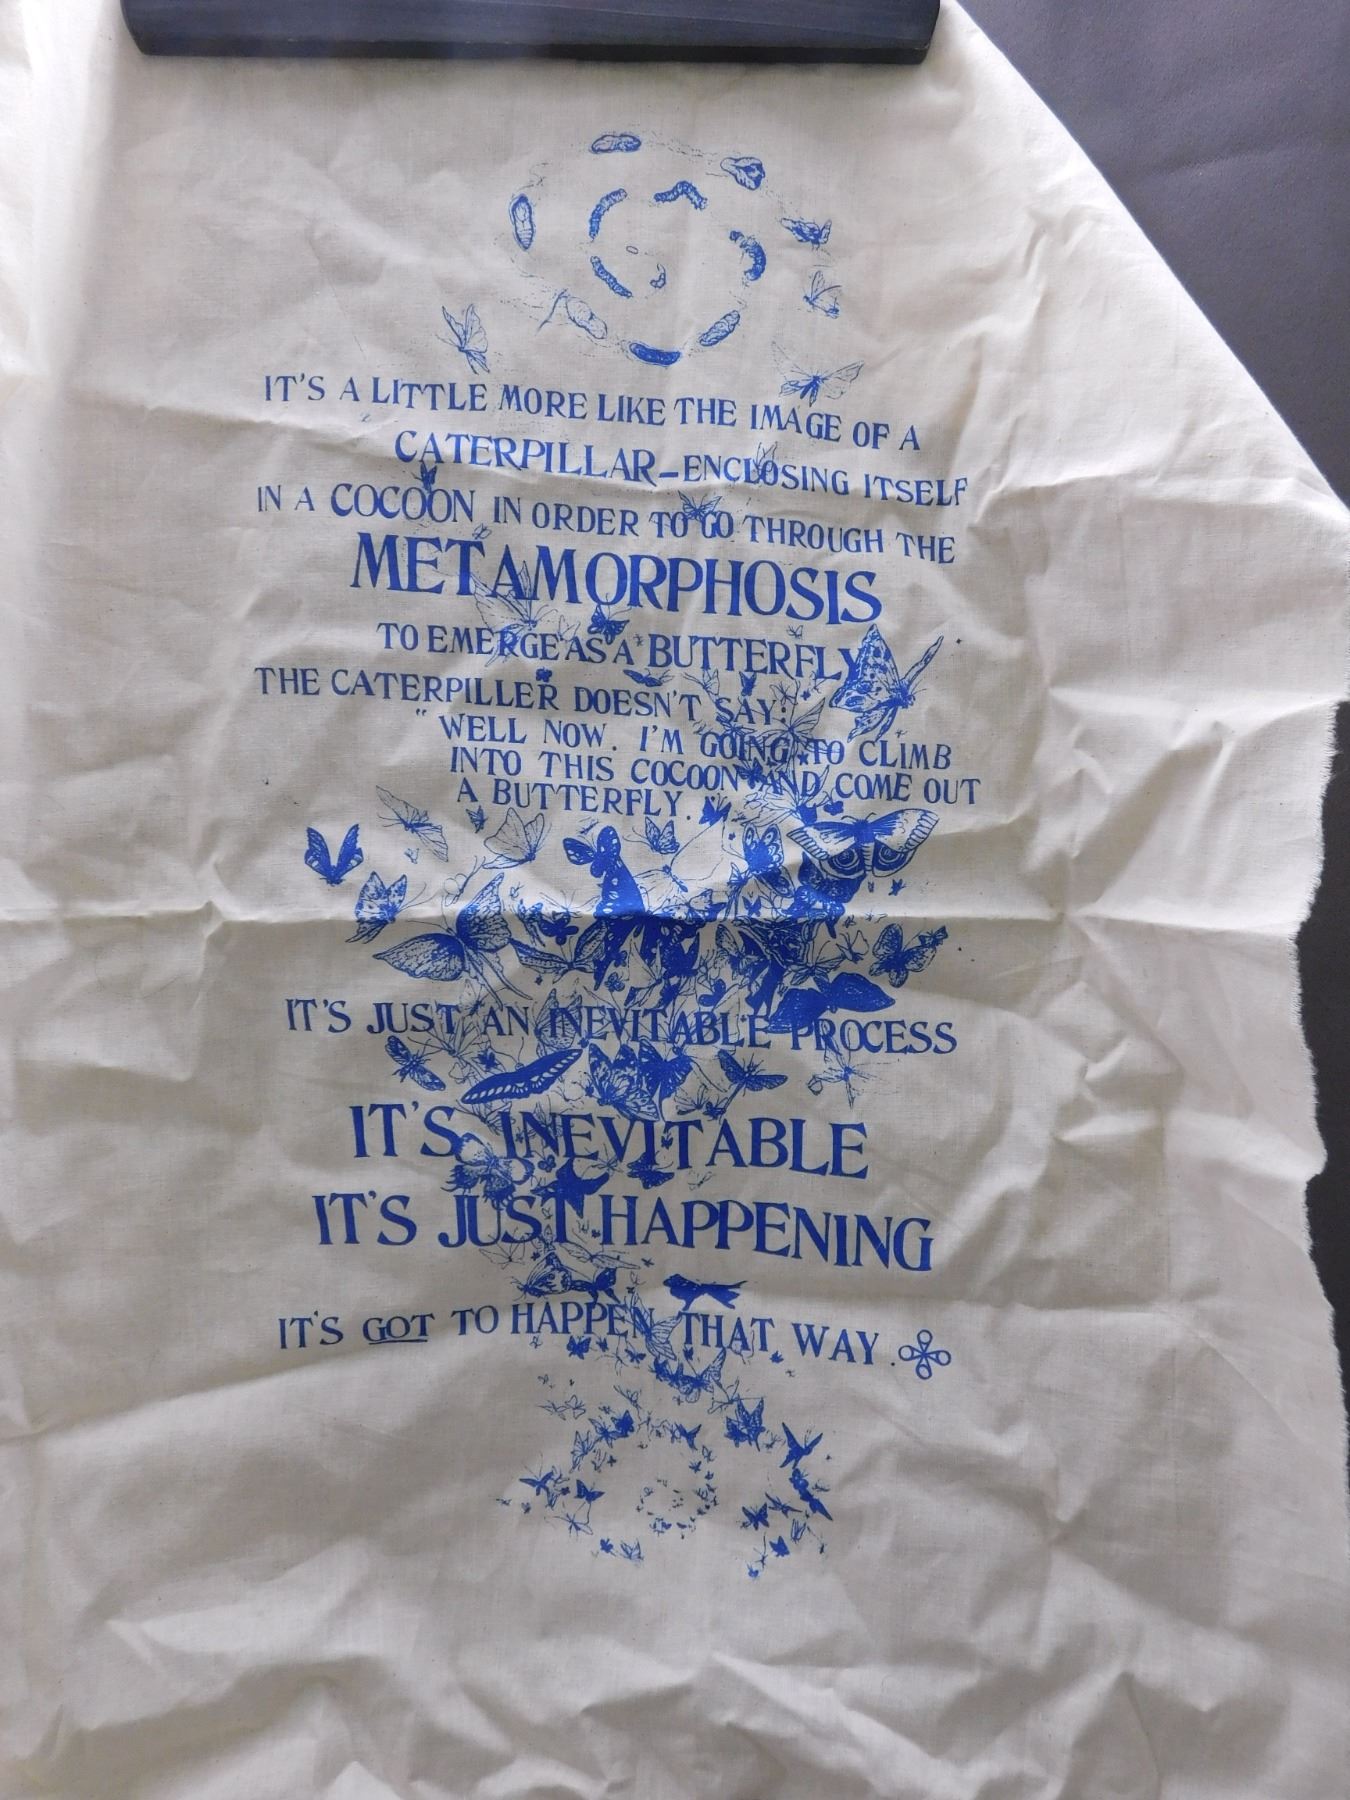 IT'S A LITTLE MORE LIKE THE IMAGE OF A
CATERPILLAR-ENCLOSING ITSELF
IN A COCOON IN ORDER TO GO THROUGH THE
METAMORPHOSIS
TO EMERGE AS A BUTTERFLY
THE CATERPILLER DOESN'T SAY:
"WELL NOW. I'M GOING TO CLIMB
INTO THIS COCOON AND COME OUT
A BUTTERFLY.
IT'S JUST AN INEVITABLE PROCESS
IT'S INEVITABLE
IT'S JUST HAPPENING
IT'S GOT TO HAPPEN THAT WAY.